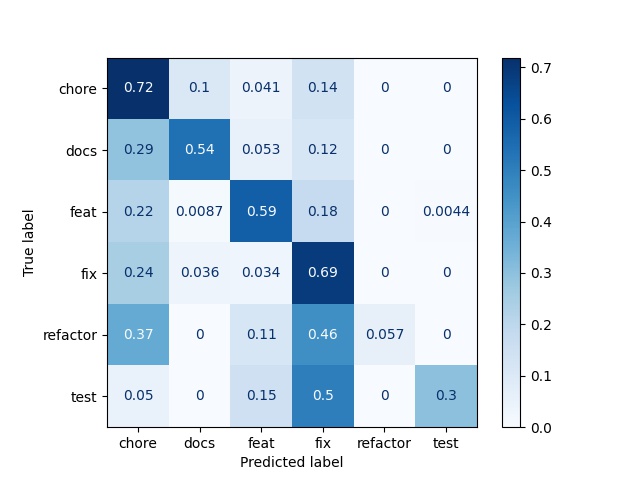 chore 0.72 0.1 0.041 0.14 0 0
docs 0.29 0.54 0.053 0.12 0 0
feat 0.22 0.0087 0.59 0.18 0 0.0044
fix 0.24 0.036 0.034 0.69 0 0
refactor 0.37 0 0.11 0.46 0.057 0
test 0.05 0 0.15 0.5 0 0.3
chore docs feat fix refactor test
Predicted label
True label
0.7
0.6
0.5
0.4
0.3
0.2
0.1
0.0